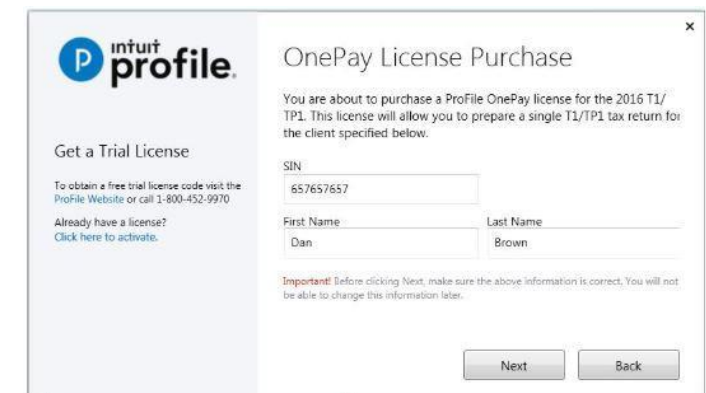 ×
intuit
profile.
Get a Trial License
To obtain a free trial license code visit the
ProFile Website or call 1-800-452-9970
Already have a license?
Click here to activate.
OnePay License Purchase
You are about to purchase a ProFile OnePay license for the 2016 T1/
TP1. This license will allow you to prepare a single T1/TP1 tax return for
the client specified below.
SIN
657657657
First Name Last Name
Dan Brown
Important! Before clicking Next, make sure the above information is correct. You will not
be able to change this information later.
Next Back